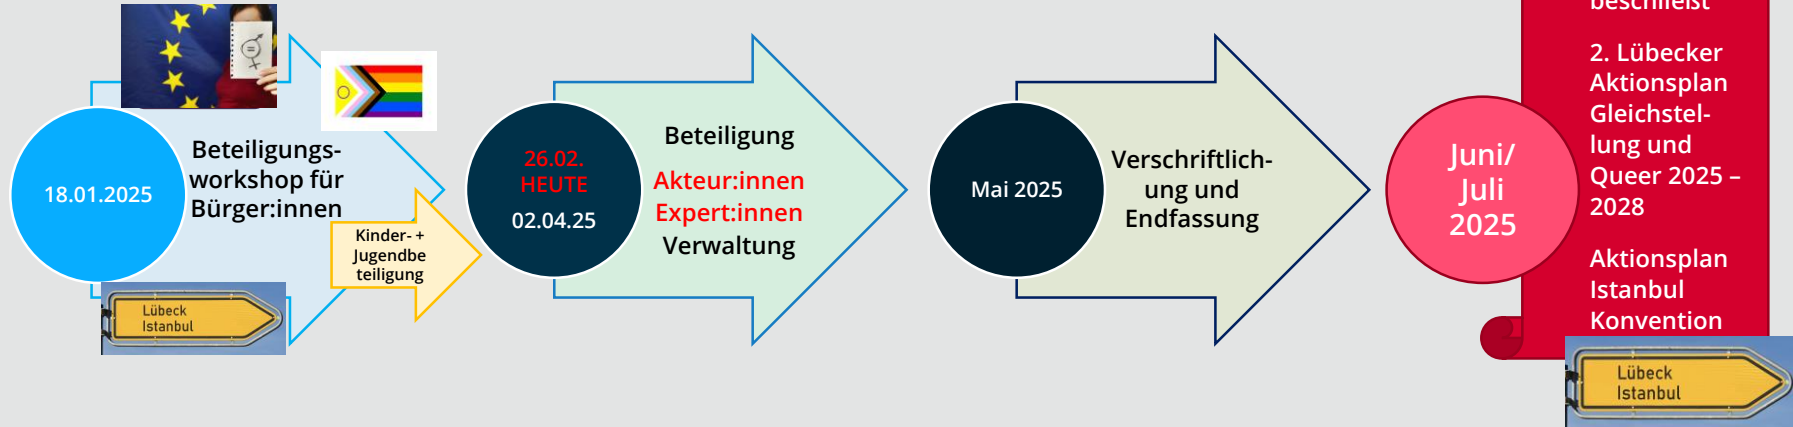 18.01.2025
Beteiligungs-
workshop für
Bürger:innen
Lübeck
Istanbul
Kinder- +
Jugendbe
teiligung
26.02.
HEUTE
02.04.25
Beteiligung
Akteur:innen
Expert:innen
Verwaltung
Mai 2025
Verschriftlich-
ung und
Endfassung
Juni/
Juli
2025
beschließt
2. Lübecker
Aktionsplan
Gleichstel-
lung und
Queer 2025 –
2028
Aktionsplan
Istanbul
Konvention
Lübeck
Istanbul